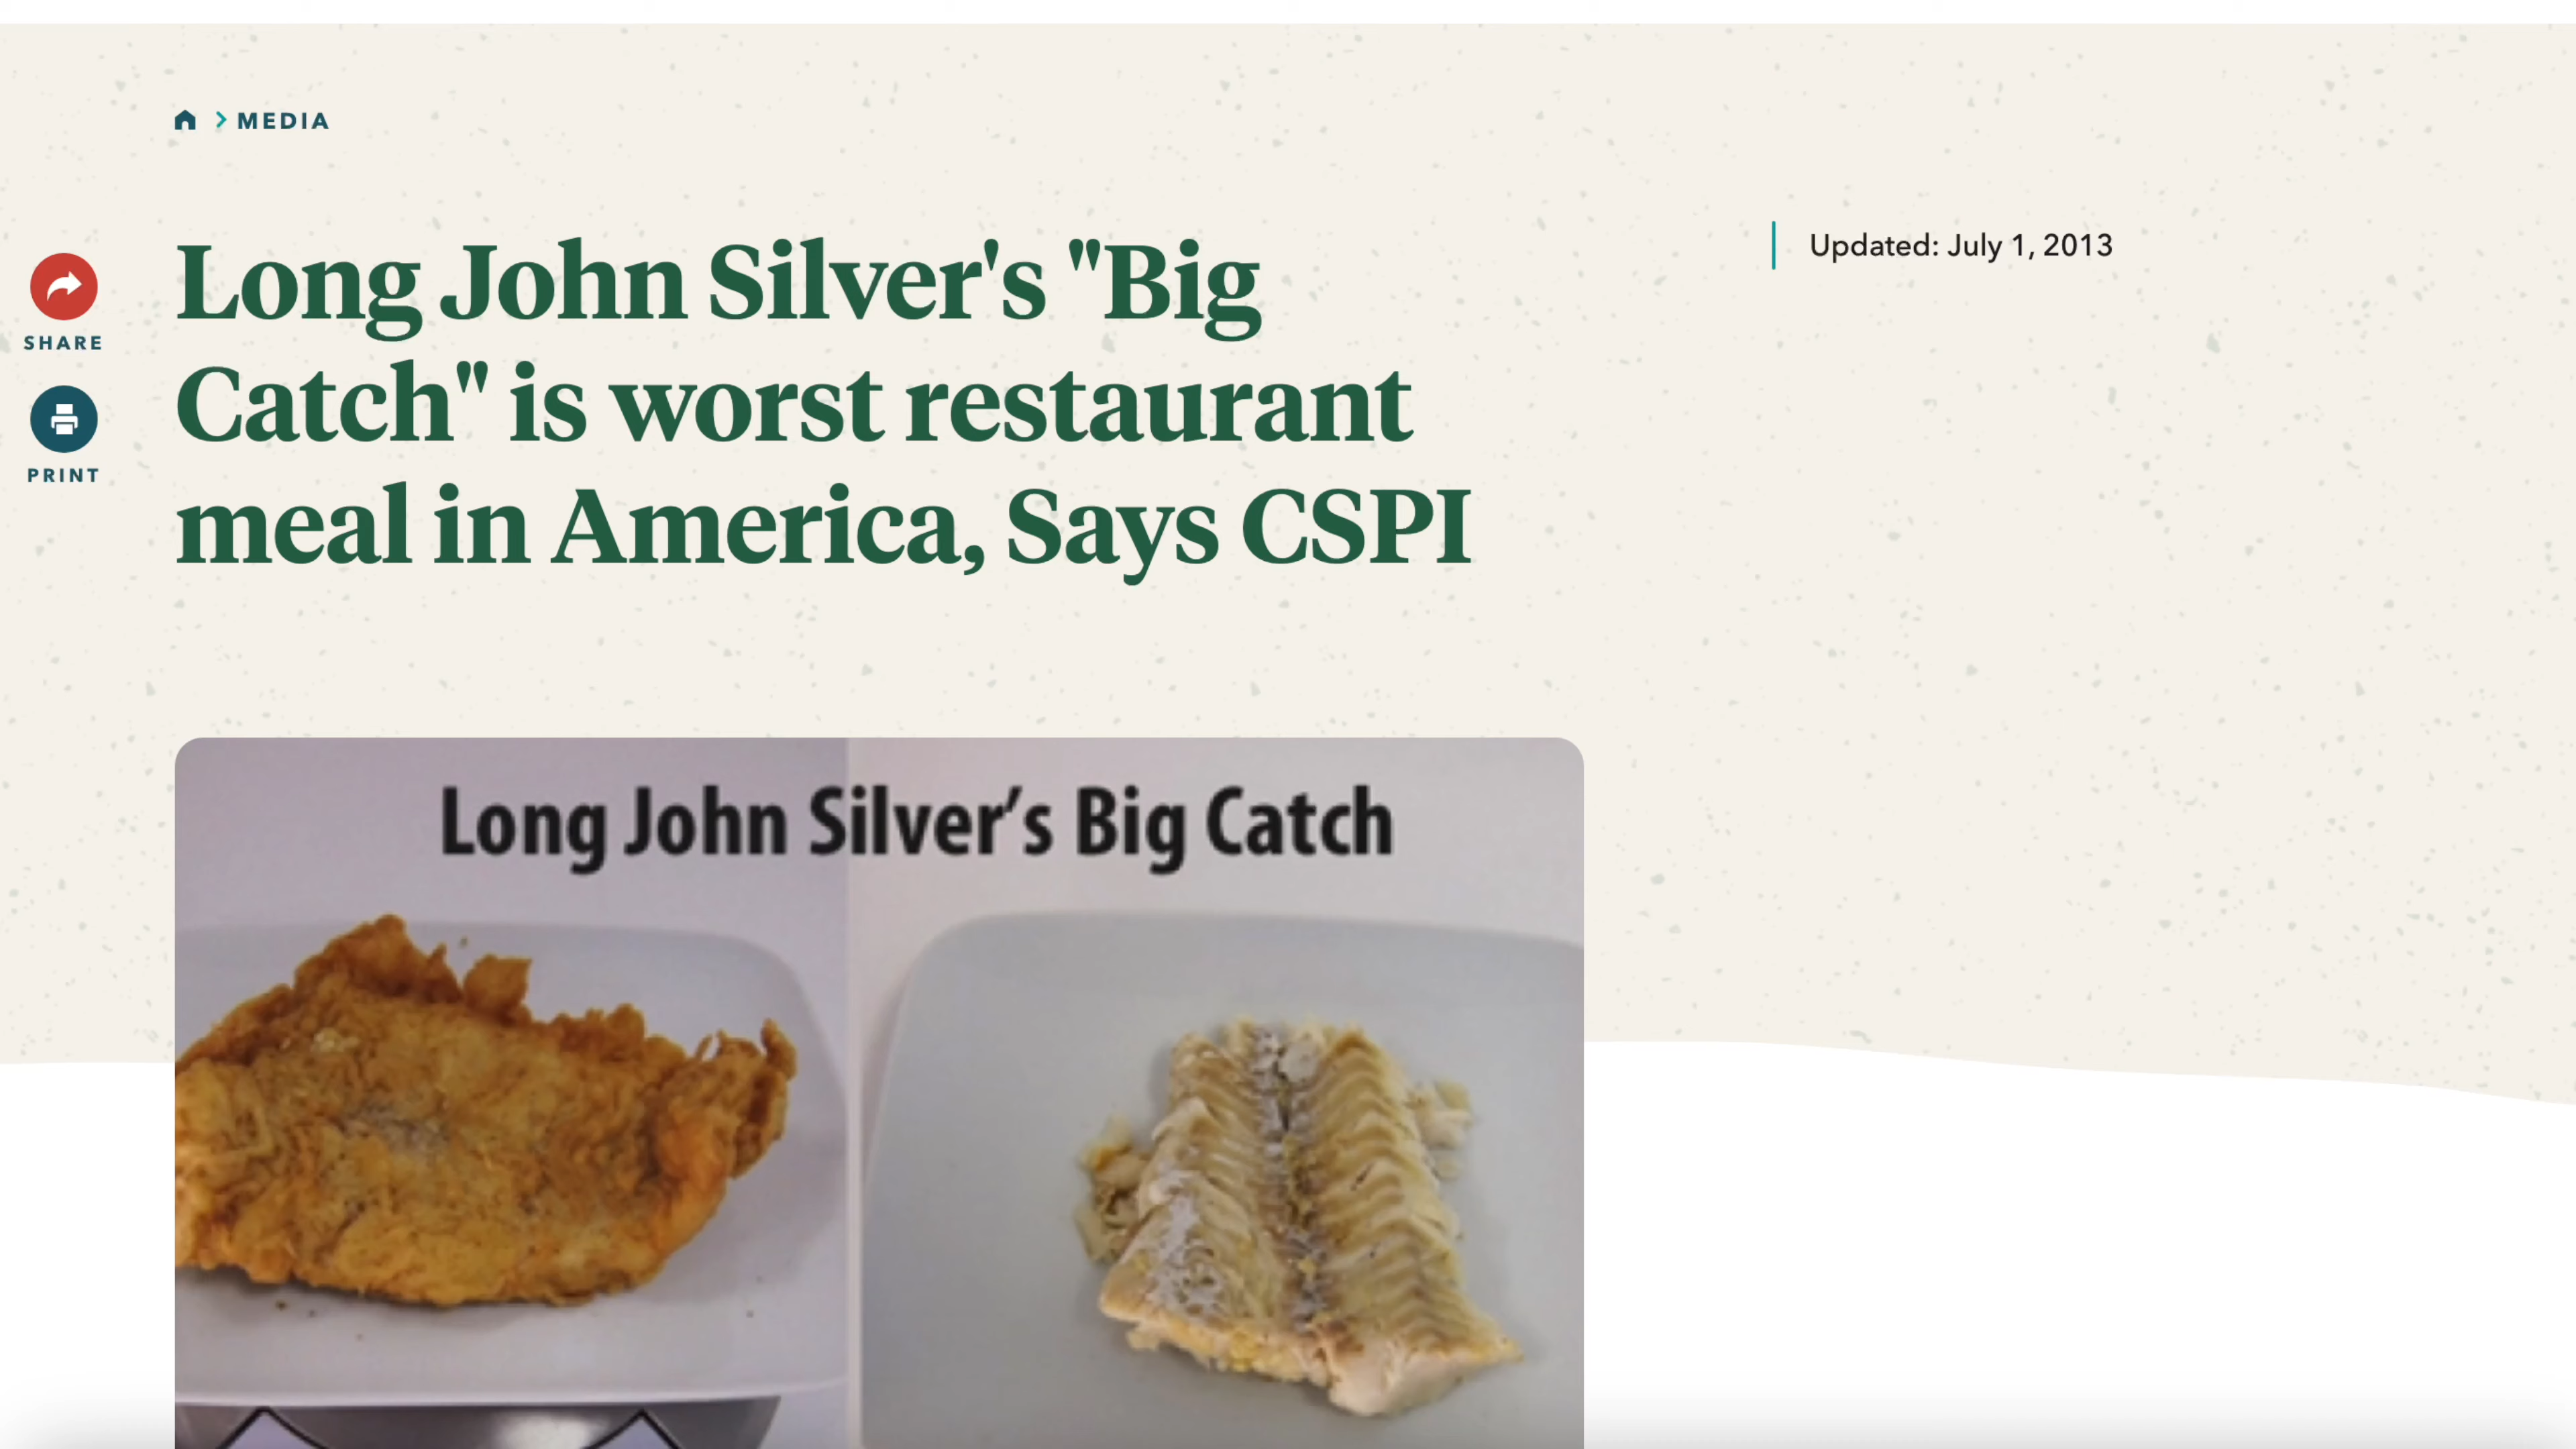 MEDIA
SHARE
PRINT
Long John Silver's "Big
Catch" is worst restaurant
meal in America, Says CSPI
Updated: July 1, 2013
Long John Silver’s Big Catch